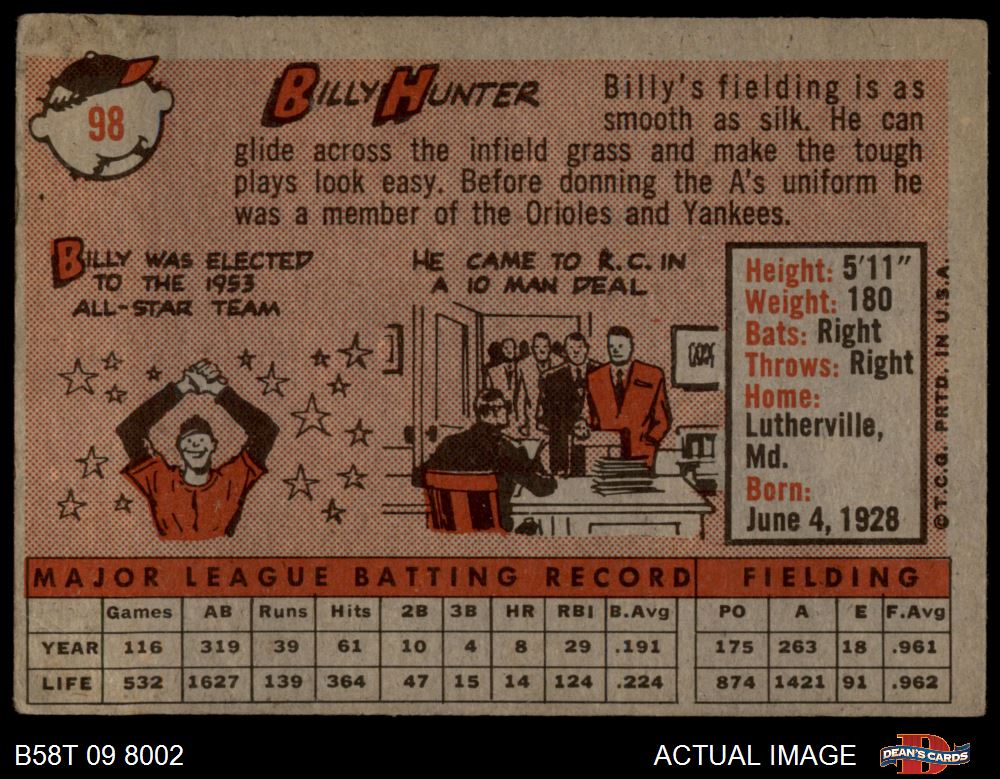 98
BILLY HUNTER
Billy's fielding is as
smooth as silk. He can
glide across the infield grass and make the tough
plays look easy. Before donning the A's uniform he
was a member of the Orioles and Yankees.
BILLY WAS ELECTED
TO THE 1953
ALL-STAR TEAM
HE CAME TO K.C. IN
A 10 MAN DEAL
Height: 5'11"
Weight: 180
Bats: Right
Throws: Right
Home:
Lutherville,
Md.
Born:
June 4, 1928
©T.C.G. PRTD. IN U.S.A.
MAJOR LEAGUE BATTING RECORD FIELDING
Games AB Runs Hits 2B 3B HR RBI B.Avg PO A E F.Avg
YEAR 116 319 39 61 10 4 8 29 .191 175 263 18 .961
LIFE 532 1627 139 364 47 15 14 124 .224 874 1421 91 .962
B58T 09 8002
ACTUAL IMAGE
DEAN'S CARDS